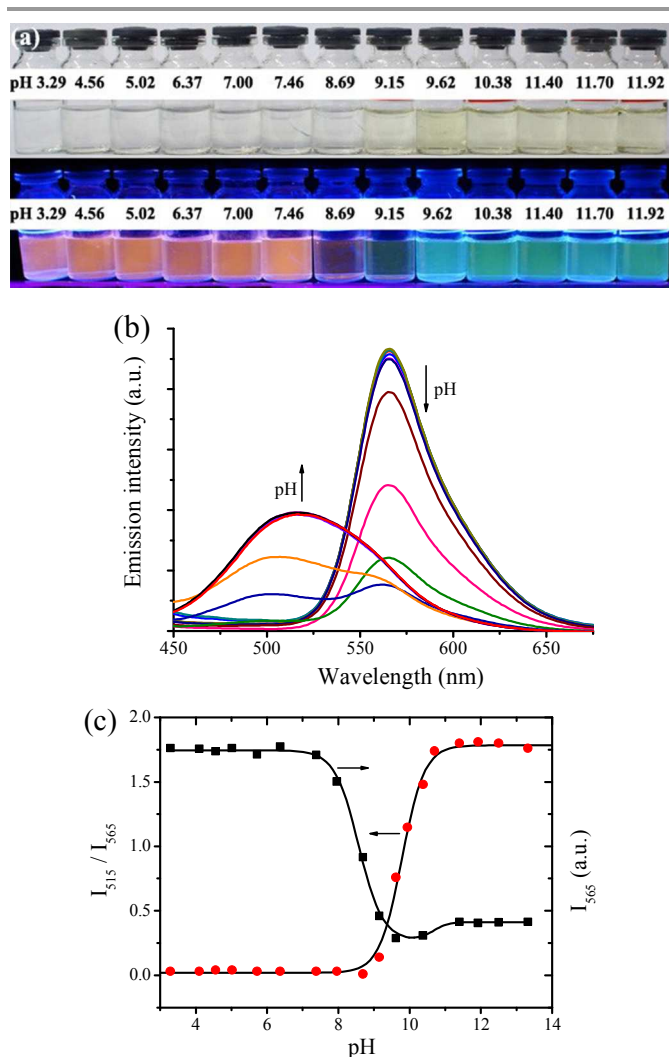 (a)
pH 3.29 4.56 5.02 6.37 7.00 7.46 8.69 9.15 9.62 10.38 11.40 11.70 11.92
pH 3.29 4.56 5.02 6.37 7.00 7.46 8.69 9.15 9.62 10.38 11.40 11.70 11.92
(b)
Emission intensity (a.u.)
pH
pH
450 500 550 600 650
Wavelength (nm)
(c)
2.0
1.5
1.0
0.5
0.0
I515 / I565
I565 (a.u.)
4 6 8 10 12 14
pH